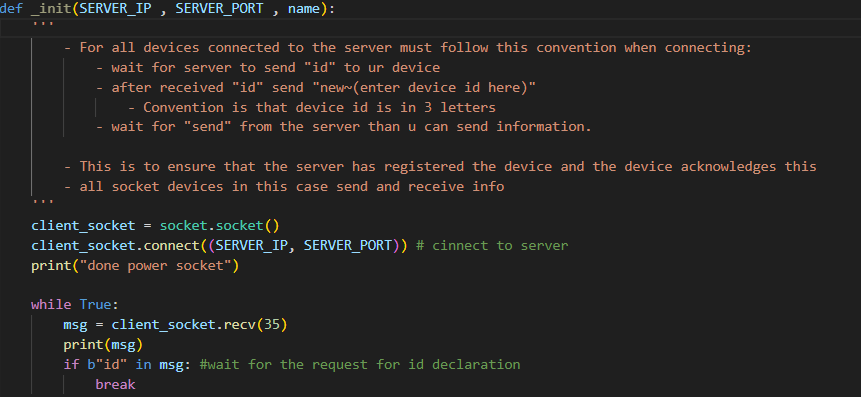 def _init(SERVER_IP , SERVER_PORT , name):
'''
- For all devices connected to the server must follow this convention when connecting:
- wait for server to send "id" to ur device
- after received "id" send "new~(enter device id here)"
- Convention is that device id is in 3 letters
- wait for "send" from the server than u can send information.
- This is to ensure that the server has registered the device and the device acknowledges this
- all socket devices in this case send and receive info
'''
client_socket = socket.socket()
client_socket.connect((SERVER_IP, SERVER_PORT)) # cinnect to server
print("done power socket")
while True:
msg = client_socket.recv(35)
print(msg)
if b"id" in msg: #wait for the request for id declaration
break